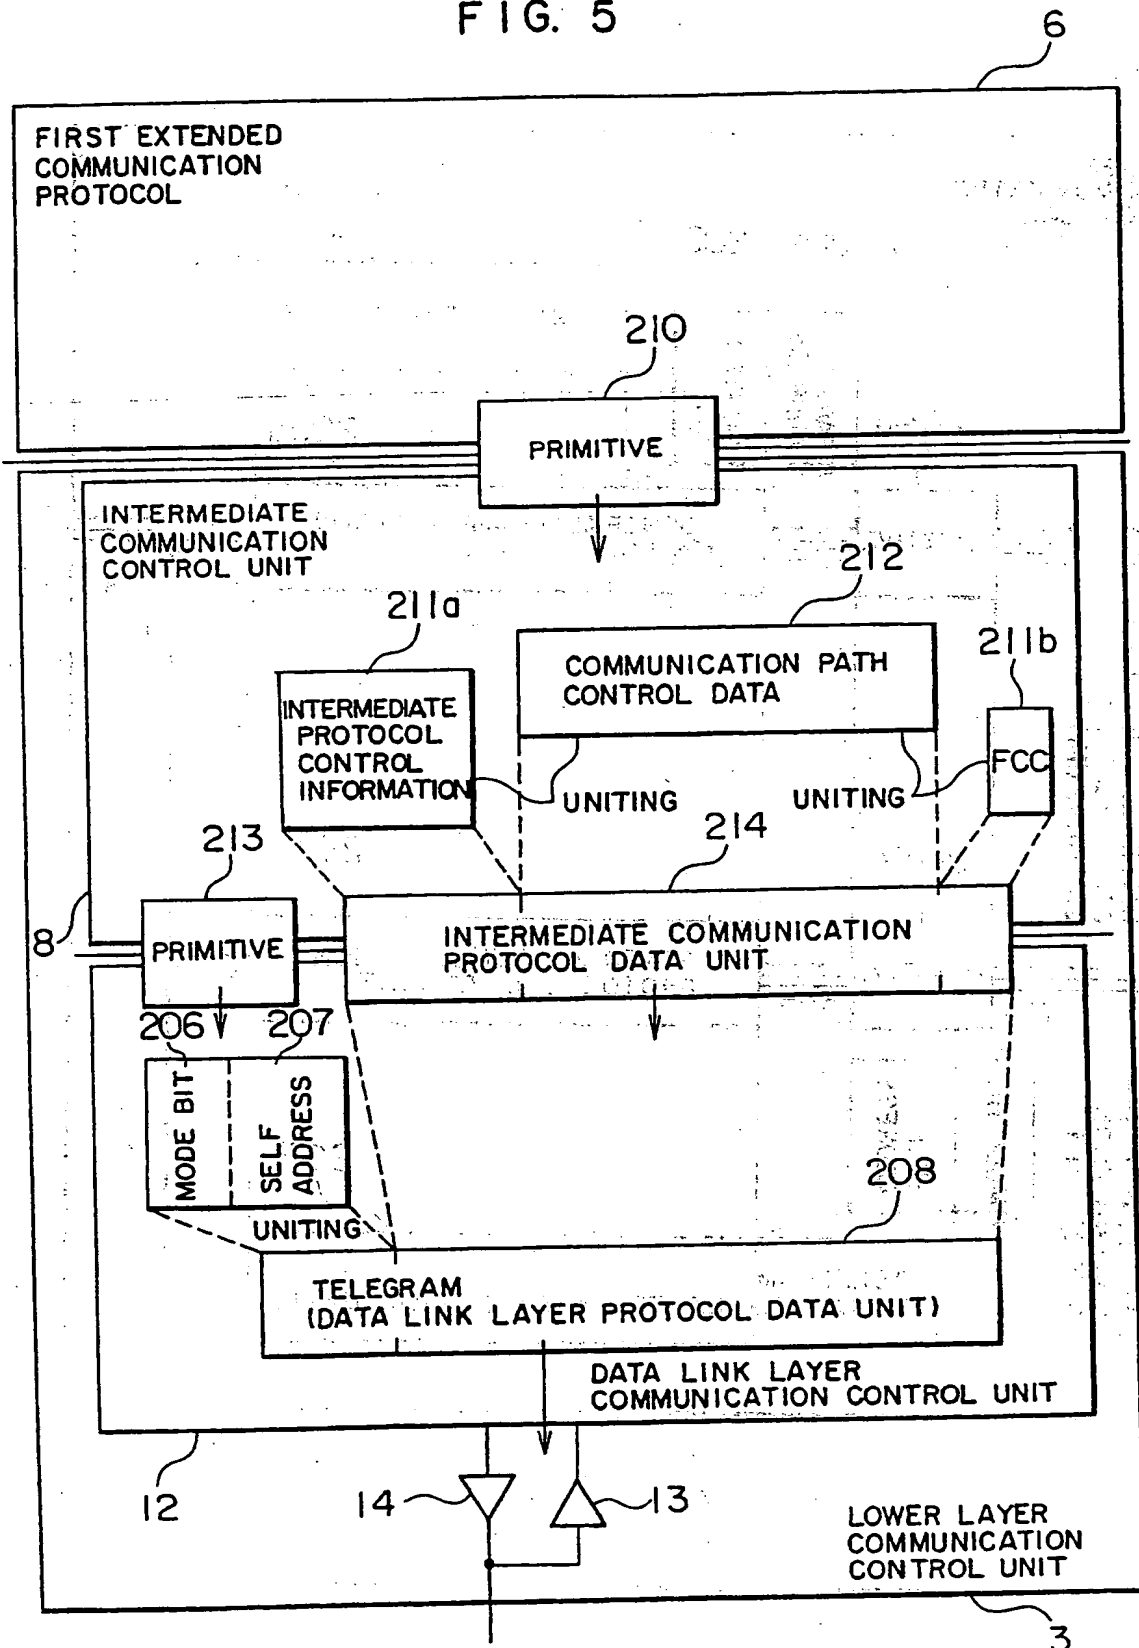 FIG. 5
6
FIRST EXTENDED
COMMUNICATION
PROTOCOL
210
PRIMITIVE
INTERMEDIATE
COMMUNICATION
CONTROL UNIT
212
211a
211b
COMMUNICATION PATH
CONTROL DATA
INTERMEDIATE
PROTOCOL
CONTROL
INFORMATION
FCC
UNITING
UNITING
214
213
8
PRIMITIVE
INTERMEDIATE COMMUNICATION
PROTOCOL DATA UNIT
206
207
MODE BIT
SELF
ADDRESS
208
UNITING
TELEGRAM
(DATA LINK LAYER PROTOCOL DATA UNIT)
DATA LINK LAYER
COMMUNICATION CONTROL UNIT
12
14
13
LOWER LAYER
COMMUNICATION
CONTROL UNIT
3